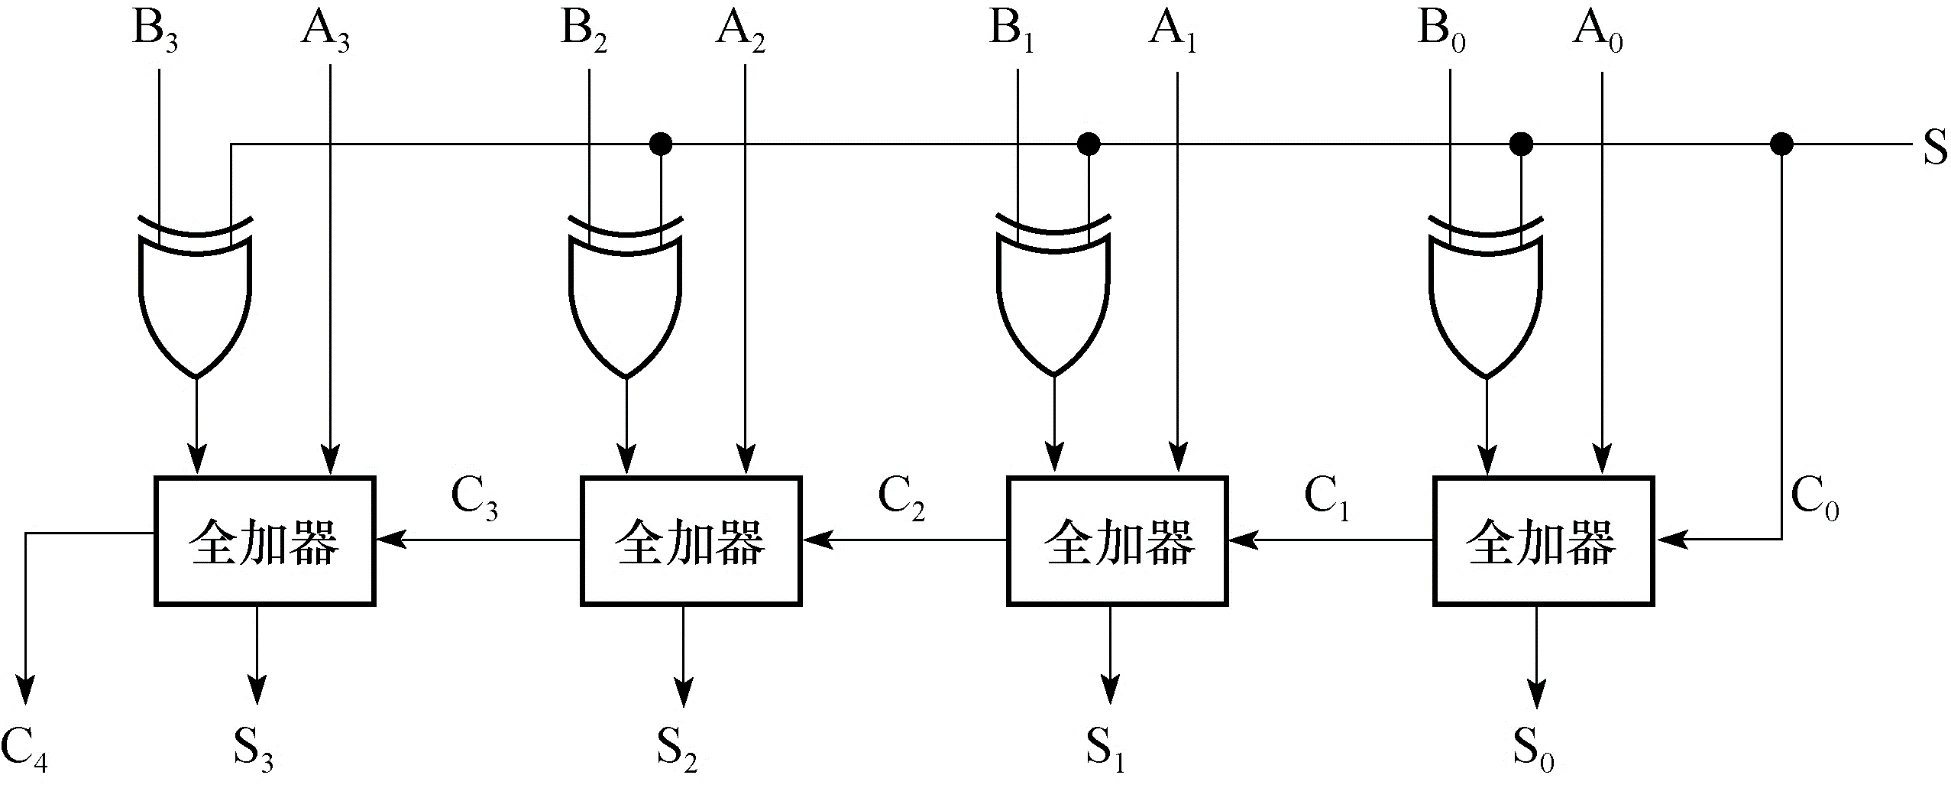 B₃ A₃ B₂ A₂ B₁ A₁ B₀ A₀
S
C₃ C₂ C₁ C₀
全加器 全加器 全加器 全加器
C₄ S₃ S₂ S₁ S₀